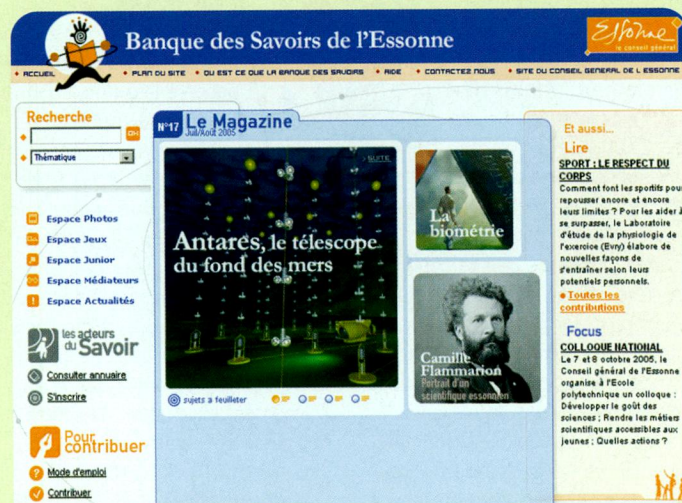 Banque des Savoirs de l'Essonne
Essonne
le conseil général
ACCUEIL
PLAN DU SITE
QU EST CE QUE LA BANQUE DES SAVOIRS
AIDE
CONTACTEZ NOUS
SITE DU CONSEIL GENERAL DE L ESSONNE
Recherche
OK
Thématique
Espace Photos
Espace Jeux
Espace Junior
Espace Médiateurs
Espace Actualités
les acteurs
du Savoir
Consulter annuaire
S'inscrire
Pour
contribuer
Mode d'emploi
Contribuer
N°17
Le Magazine
Juil/Août 2005
SUITE
Antares, le télescope
du fond des mers
sujets a feuilleter
La
biométrie
Camille
Flammarion
Portrait d'un
scientifique essonnien
Et aussi...
Lire
SPORT : LE RESPECT DU
CORPS
Comment font les sportifs pour
repousser encore et encore
leurs limites ? Pour les aider à
se surpasser, le Laboratoire
d'étude de la physiologie de
l'exercice (Evry) élabore de
nouvelles façons de
s'entraîner selon leurs
potentiels personnels.
Toutes les
contributions
Focus
COLLOQUE NATIONAL
Le 7 et 8 octobre 2005, le
Conseil général de l'Essonne
organise à l'Ecole
polytechnique un colloque :
Développer le goût des
sciences ; Rendre les métiers
scientifiques accessibles aux
jeunes ; Quelles actions ?